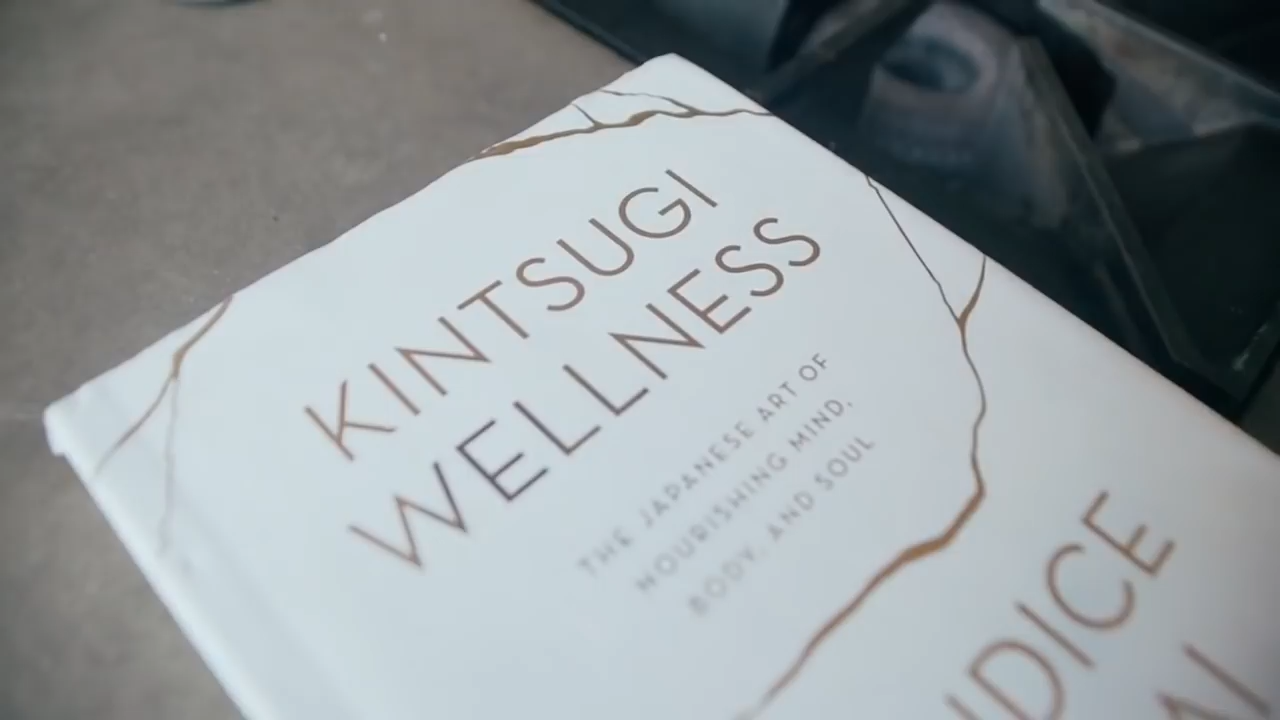 KINTSUGI
WELLNESS
THE JAPANESE ART OF
NOURISHING MIND,
BODY, AND SOUL